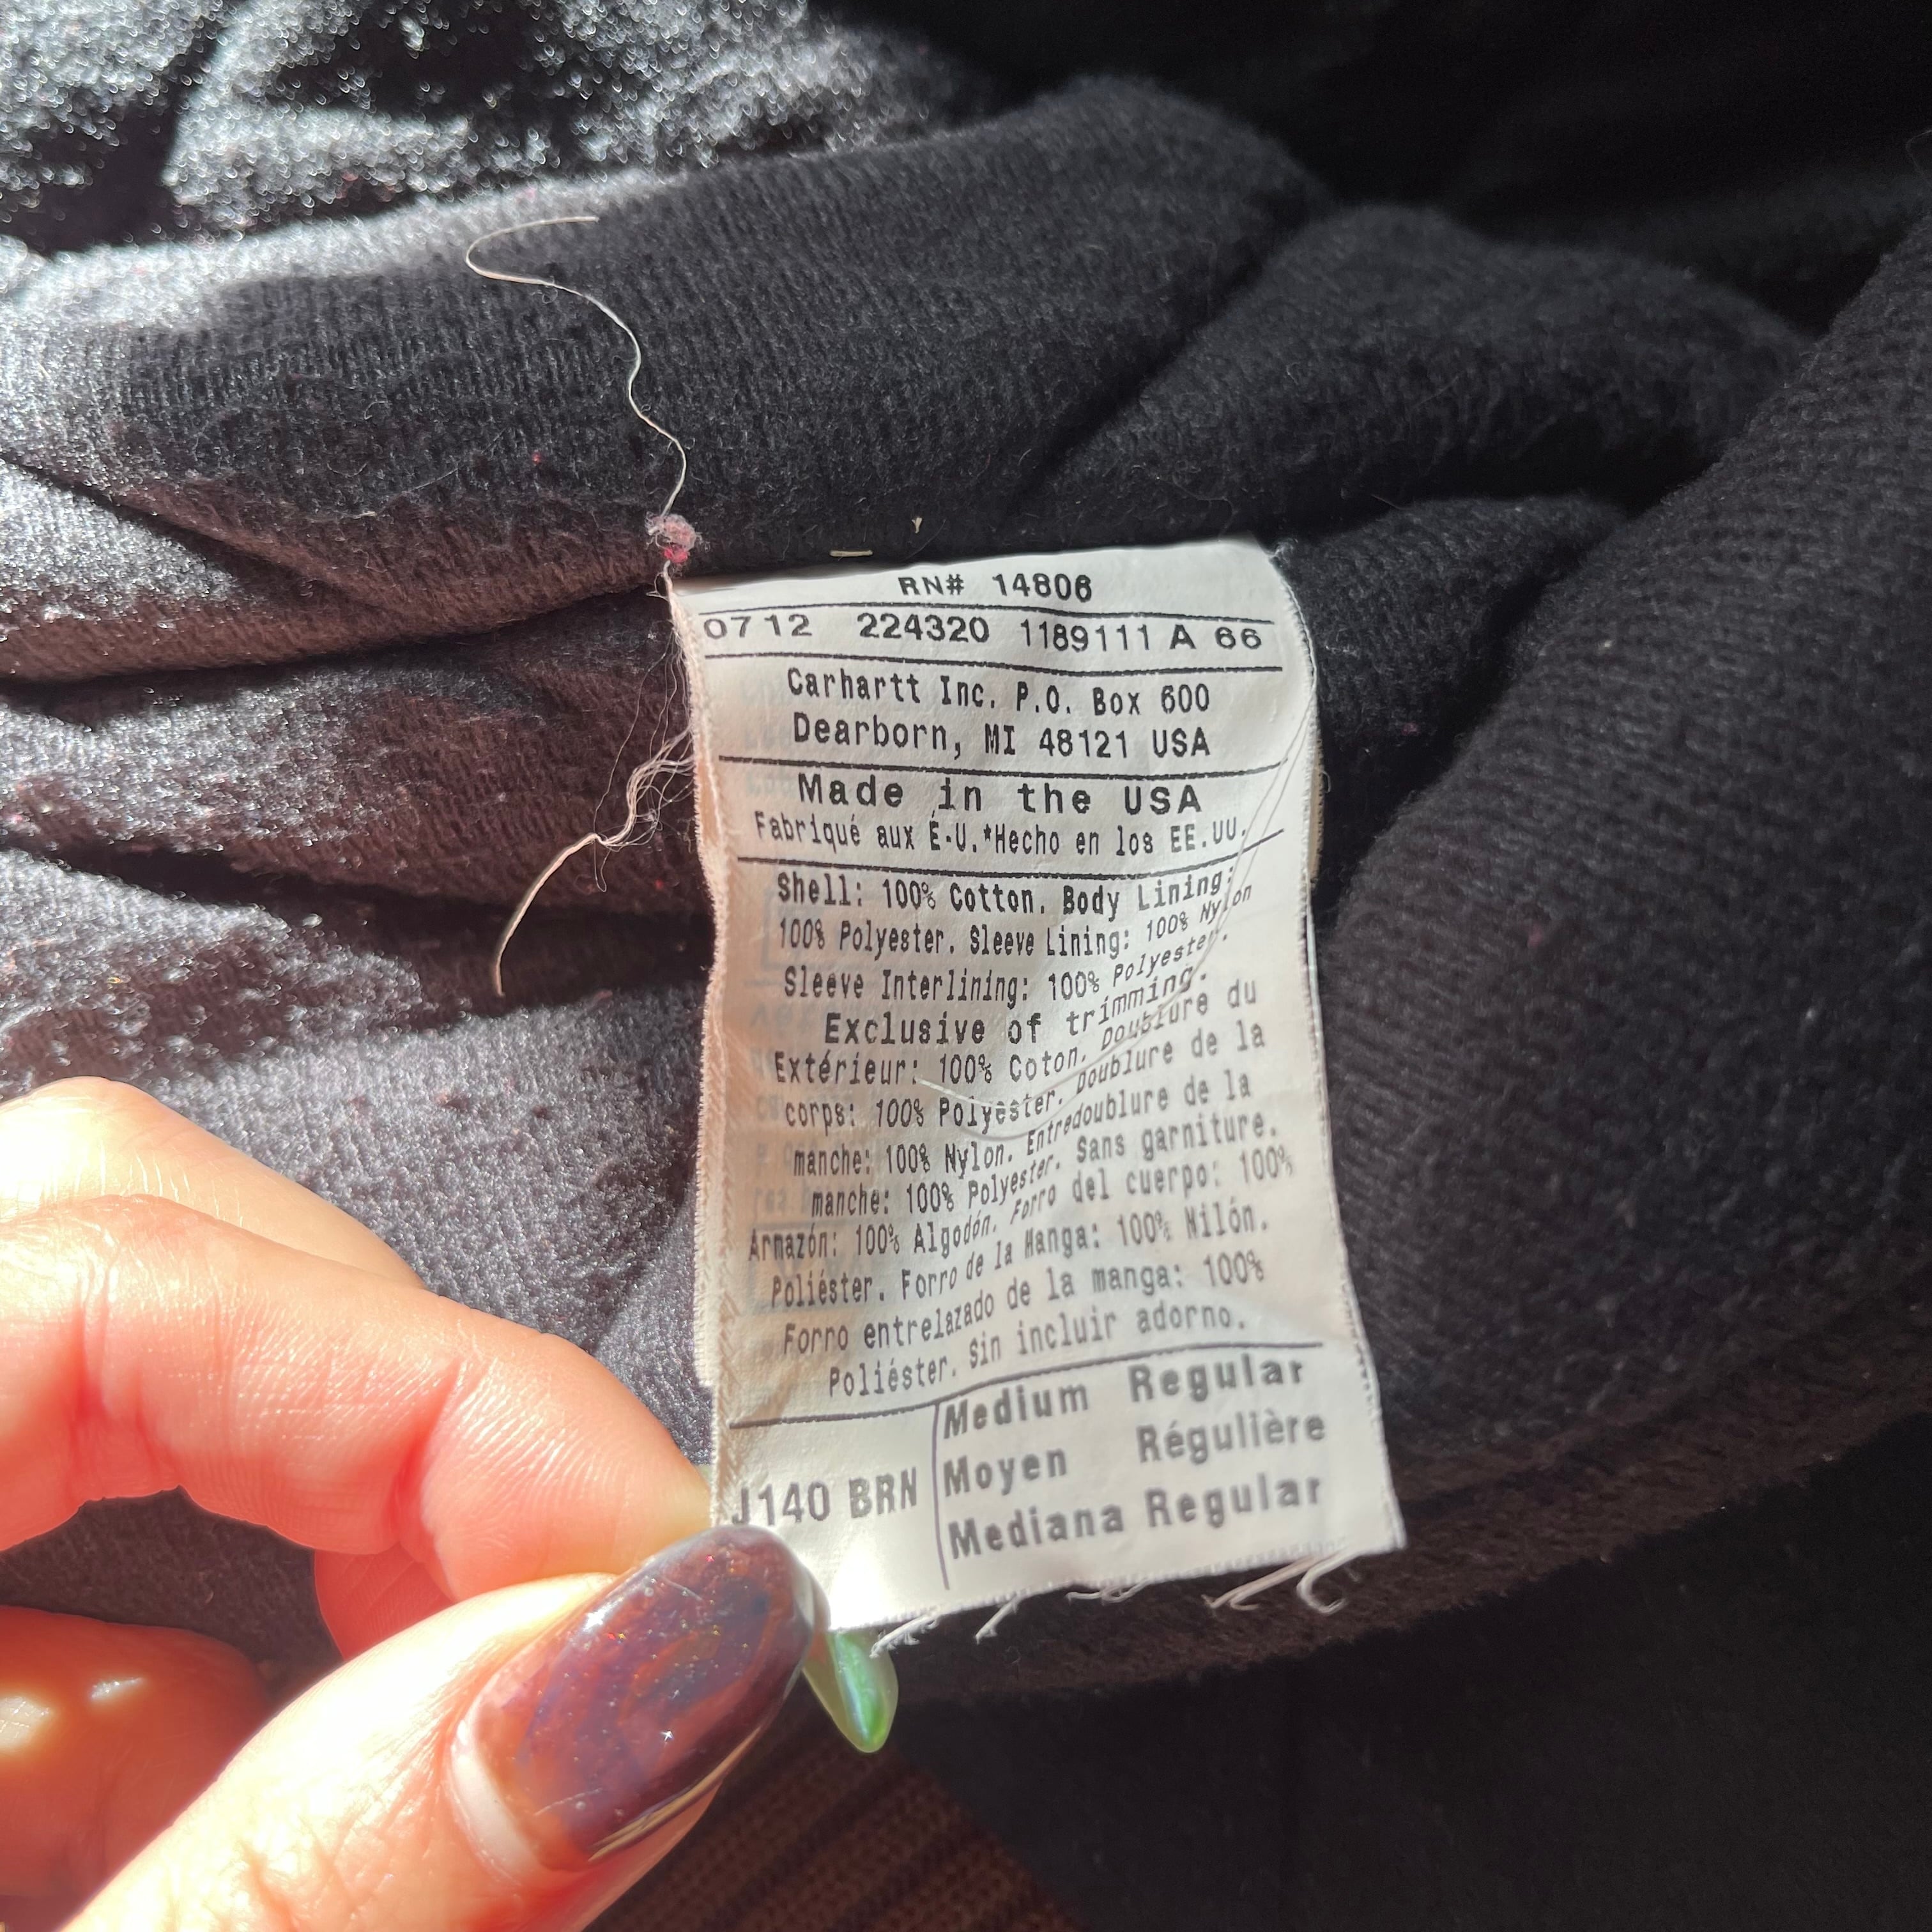 RN# 14806
0712 224320 1189111 A 66
Carhartt Inc. P.O. Box 600
Dearborn, MI 48121 USA
Made in the USA
Fabriqué aux É-U.*Hecho en los EE.UU.
Shell: 100% Cotton. Body Lining:
100% Polyester. Sleeve Lining: 100% Nylon
Sleeve Interlining: 100% Polyester.
Exclusive of trimming.
Extérieur: 100% Coton. Doublure du
corps: 100% Polyester. Doublure de la
manche: 100% Nylon. Entredoublure de la
manche: 100% Polyester. Sans garniture.
Armazón: 100% Algodón. Forro del cuerpo: 100%
Poliéster. Forro de la Manga: 100% Nilón.
Forro entrelazado de la manga: 100%
Poliéster. Sin incluir adorno.
J140 BRN
Medium Regular
Moyen Régulière
Mediana Regular